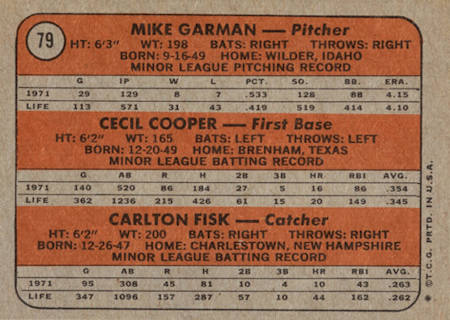 79
MIKE GARMAN — Pitcher
HT: 6'3" WT: 198 BATS: RIGHT THROWS: RIGHT
BORN: 9-16-49 HOME: WILDER, IDAHO
MINOR LEAGUE PITCHING RECORD
G IP W L PCT. SO. BB. ERA.
1971 29 129 8 7 .533 128 88 4.15
LIFE 113 571 31 43 .419 519 414 4.10
CECIL COOPER — First Base
HT: 6'2" WT: 165 BATS: LEFT THROWS: LEFT
BORN: 12-20-49 HOME: BRENHAM, TEXAS
MINOR LEAGUE BATTING RECORD
G AB R H 2B 3B HR RBI AVG.
1971 140 520 86 184 27 5 16 86 .354
LIFE 362 1236 215 426 61 15 20 149 .345
CARLTON FISK — Catcher
HT: 6'2" WT: 200 BATS: RIGHT THROWS: RIGHT
BORN: 12-26-47 HOME: CHARLESTOWN, NEW HAMPSHIRE
MINOR LEAGUE BATTING RECORD
G AB R H 2B 3B HR RBI AVG.
1971 95 308 45 81 10 4 10 43 .263
LIFE 347 1096 157 287 57 10 44 162 .262
✱ ©T.C.G. PRTD. IN U.S.A.